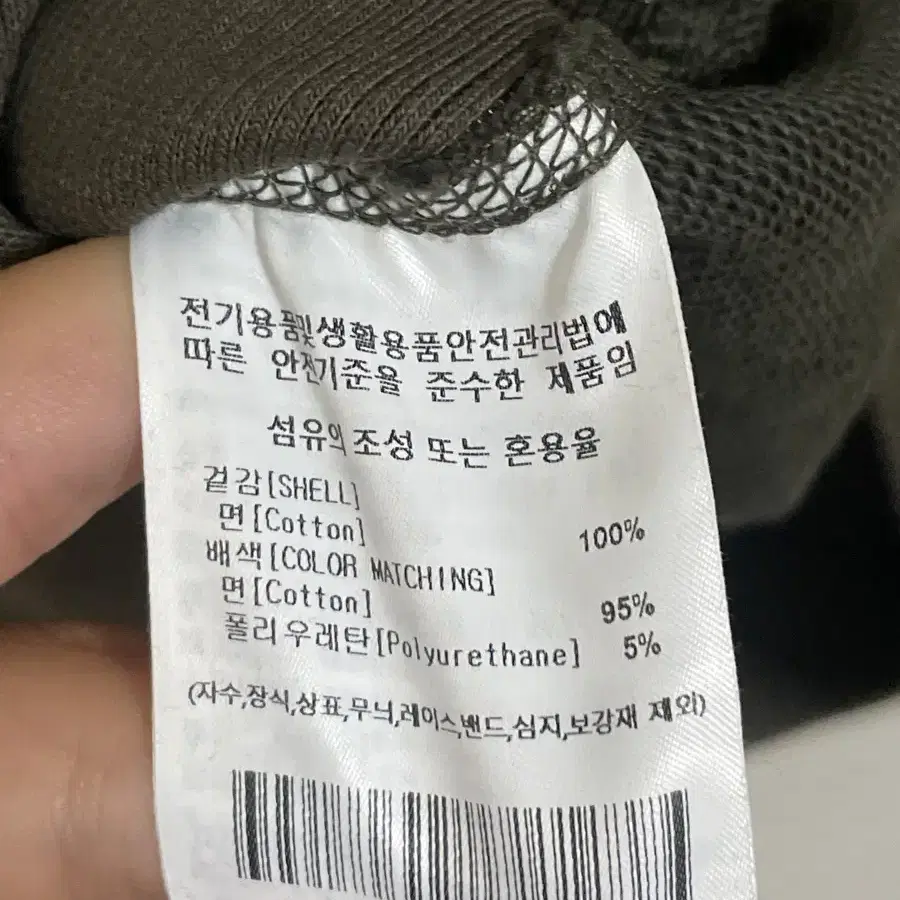 전기용품및생활용품안전관리법에
따른 안전기준을 준수한 제품임
섬유의조성 또는 혼용율
겉감[SHELL]
면[Cotton] 100%
배색[COLOR MATCHING]
면[Cotton] 95%
폴리우레탄[Polyurethane] 5%
(자수,장식,상표,무늬,레이스,밴드,심지,보강재 제외)